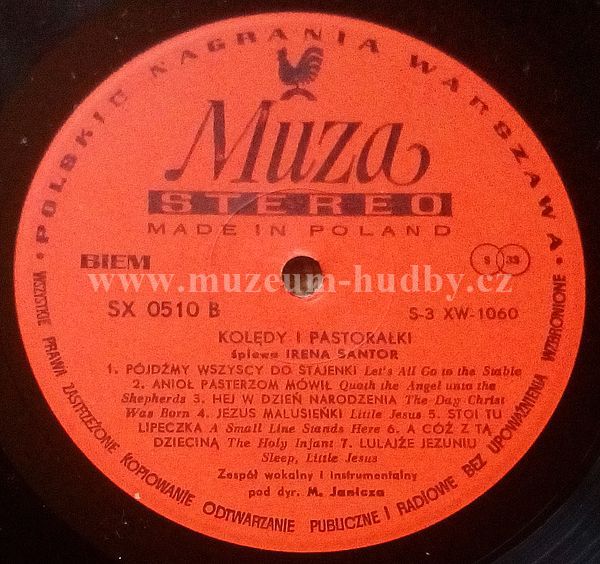 • POLSKIE NAGRANIA WARSZAWA •
Muza
STEREO
MADE IN POLAND
BIEM
S 33
www.muzeum-hudby.cz
SX 0510 B
S-3 XW-1060
KOLĘDY I PASTORAŁKI
śpiewa IRENA SANTOR
1. PÓJDŹMY WSZYSCY DO STAJENKI Let's All Go to the Stable
2. ANIOŁ PASTERZOM MÓWIŁ Quoth the Angel unto the
Shepherds 3. HEJ W DZIEŃ NARODZENIA The Day Christ
Was Born 4. JEZUS MALUSIEŃKI Little Jesus 5. STOI TU
LIPECZKA A Small Line Stands Here 6. A CÓŻ Z TĄ
DZIECINĄ The Holy Infant 7. LULAJŻE JEZUNIU
Sleep, Little Jesus
Zespół wokalny i instrumentalny
pod dyr. M. Janicza
WSZYSTKIE PRAWA ZASTRZEŻONE KOPIOWANIE ODTWARZANIE PUBLICZNE I RADIOWE BEZ UPOWAŻNIENIA WZBRONIONE